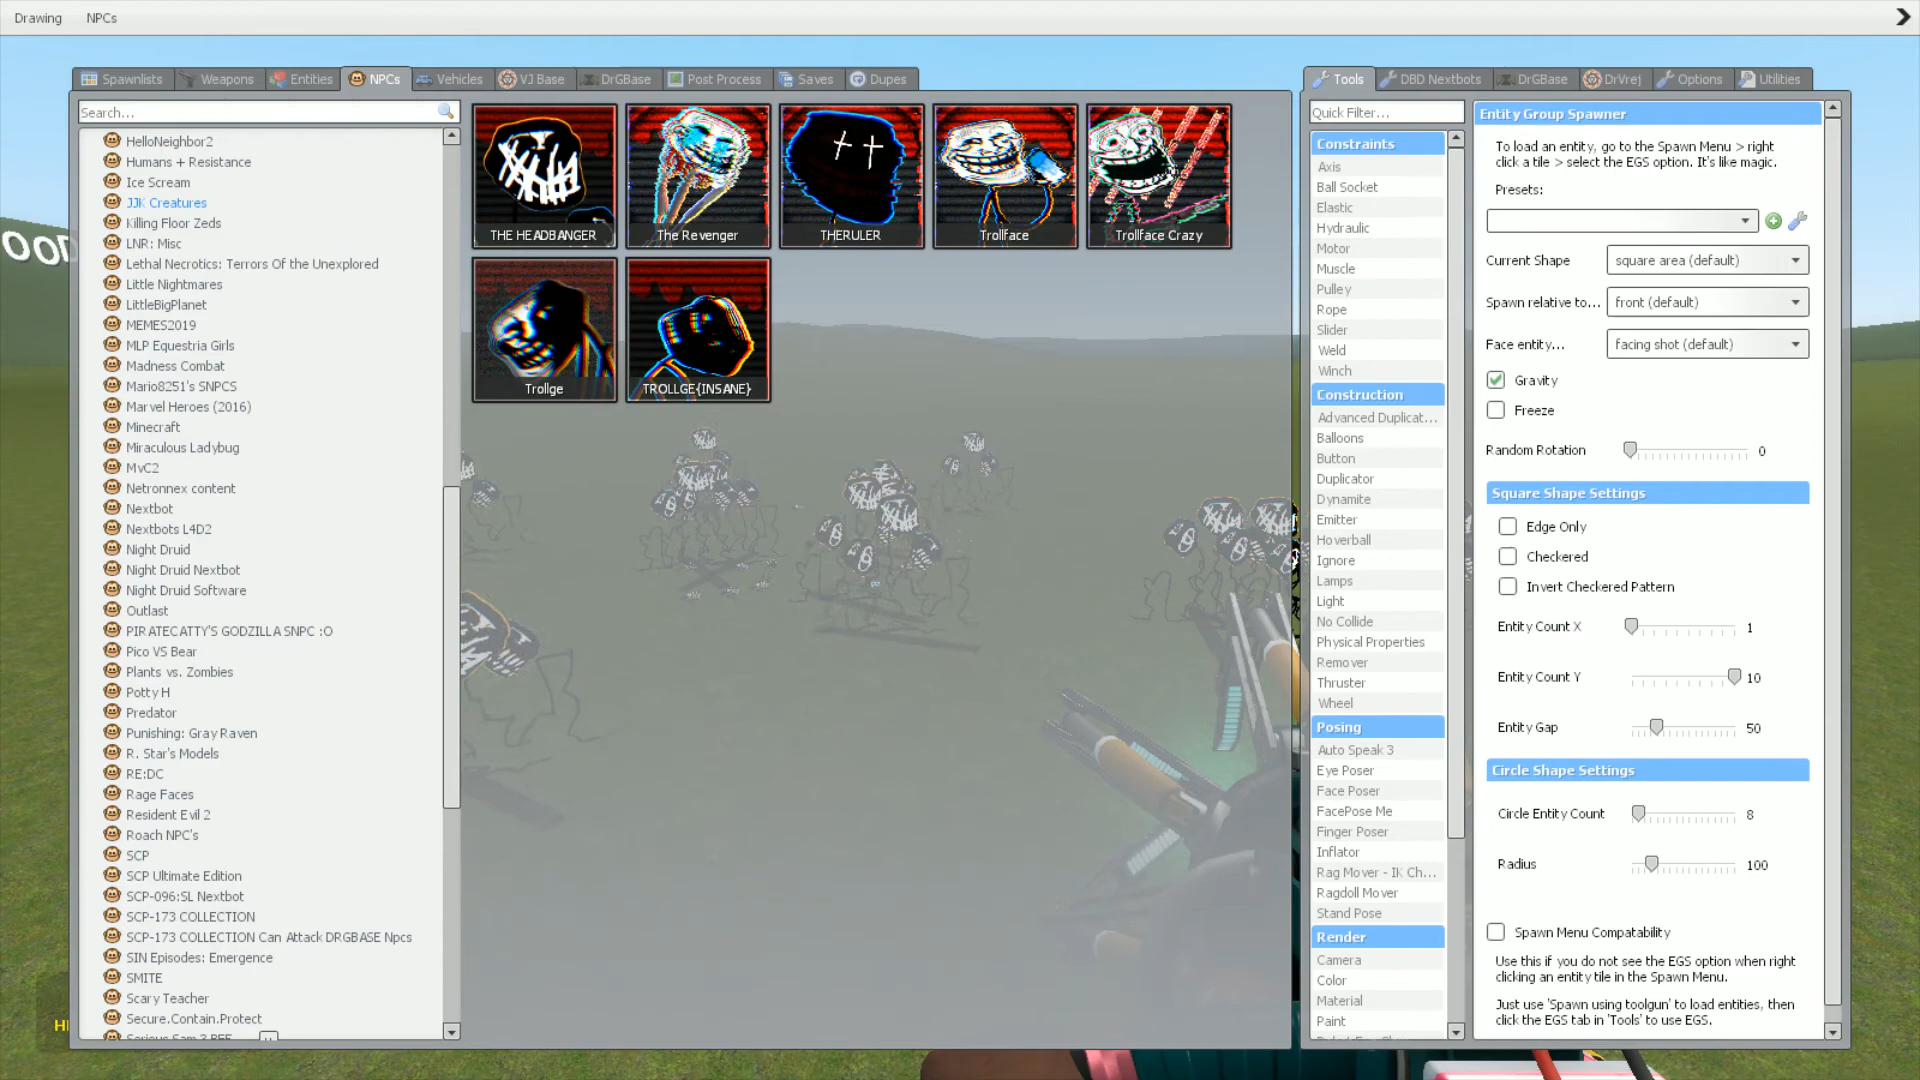 Drawing
NPCs
Spawnlists
Weapons
Entities
NPCs
Vehicles
VJ Base
DrGBase
Post Process
Saves
Dupes
Search...
HelloNeighbor2
Humans + Resistance
Ice Scream
JJK Creatures
Killing Floor Zeds
LNR: Misc
Lethal Necrotics: Terrors Of the Unexplored
Little Nightmares
LittleBigPlanet
MEMES2019
MLP Equestria Girls
Madness Combat
Mario8251's SNPCS
Marvel Heroes (2016)
Minecraft
Miraculous Ladybug
MvC2
Netronnex content
Nextbot
Nextbots L4D2
Night Druid
Night Druid Nextbot
Night Druid Software
Outlast
PIRATECATTY'S GODZILLA SNPC :O
Pico VS Bear
Plants vs. Zombies
Potty H
Predator
Punishing: Gray Raven
R. Star's Models
RE:DC
Rage Faces
Resident Evil 2
Roach NPC's
SCP
SCP Ultimate Edition
SCP-096:SL Nextbot
SCP-173 COLLECTION
SCP-173 COLLECTION Can Attack DRGBASE Npcs
SIN Episodes: Emergence
SMITE
Scary Teacher
Secure.Contain.Protect
THE HEADBANGER
The Revenger
THERULER
Trollface
Trollface Crazy
Trollge
TROLLGE{INSANE}
Tools
DBD Nextbots
DrGBase
DrVrej
Options
Utilities
Quick Filter...
Constraints
Axis
Ball Socket
Elastic
Hydraulic
Motor
Muscle
Pulley
Rope
Slider
Weld
Winch
Construction
Advanced Duplicat...
Balloons
Button
Duplicator
Dynamite
Emitter
Hoverball
Ignore
Lamps
Light
No Collide
Physical Properties
Remover
Thruster
Wheel
Posing
Auto Speak 3
Eye Poser
Face Poser
FacePose Me
Finger Poser
Inflator
Rag Mover - IK Ch...
Ragdoll Mover
Stand Pose
Render
Camera
Color
Material
Paint
Entity Group Spawner
To load an entity, go to the Spawn Menu > right
click a tile > select the EGS option. It's like magic.
Presets:
Current Shape square area (default)
Spawn relative to... front (default)
Face entity... facing shot (default)
Gravity
Freeze
Random Rotation 0
Square Shape Settings
Edge Only
Checkered
Invert Checkered Pattern
Entity Count X 1
Entity Count Y 10
Entity Gap 50
Circle Shape Settings
Circle Entity Count 8
Radius 100
Spawn Menu Compatability
Use this if you do not see the EGS option when right
clicking an entity tile in the Spawn Menu.
Just use 'Spawn using toolgun' to load entities, then
click the EGS tab in 'Tools' to use EGS.